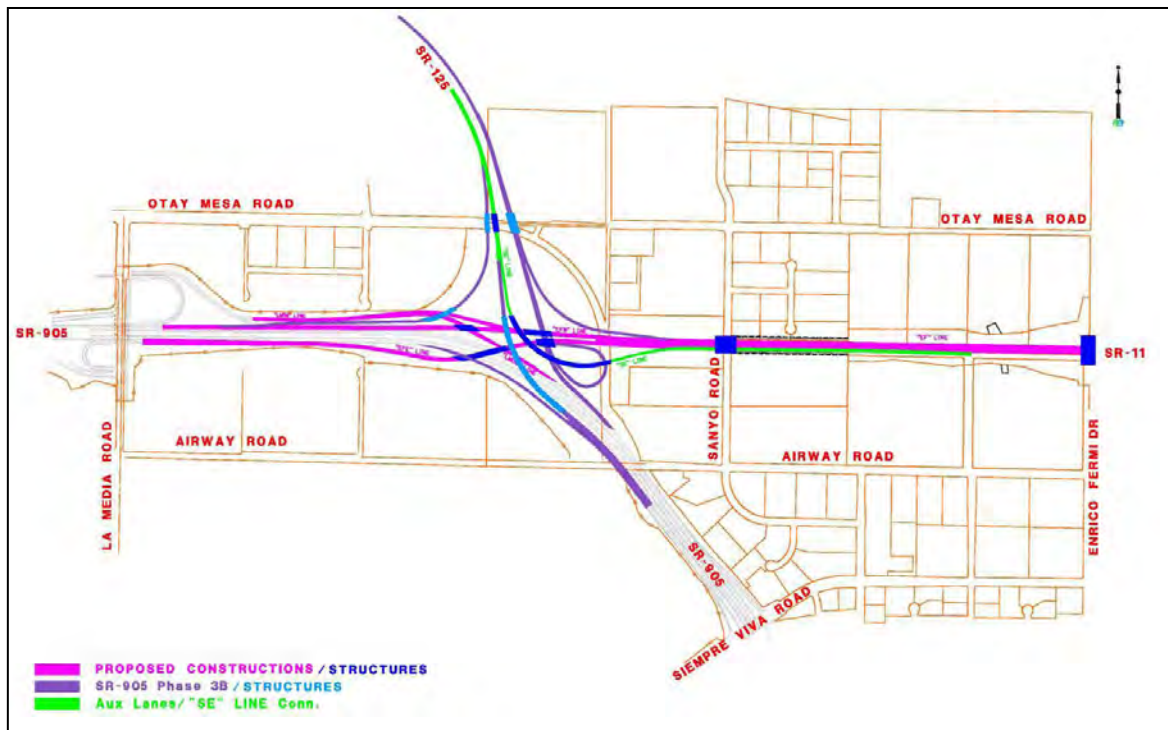 SR-125
OTAY MESA ROAD
OTAY MESA ROAD
SR-905
SR-11
"SE" LINE
LA MEDIA ROAD
AIRWAY ROAD
SANYO ROAD
AIRWAY ROAD
ENRICO FERMI DR
SR-905
SIEMPRE VIVA ROAD
PROPOSED CONSTRUCTIONS / STRUCTURES
SR-905 Phase 3B / STRUCTURES
Aux Lanes/"SE" LINE Conn.